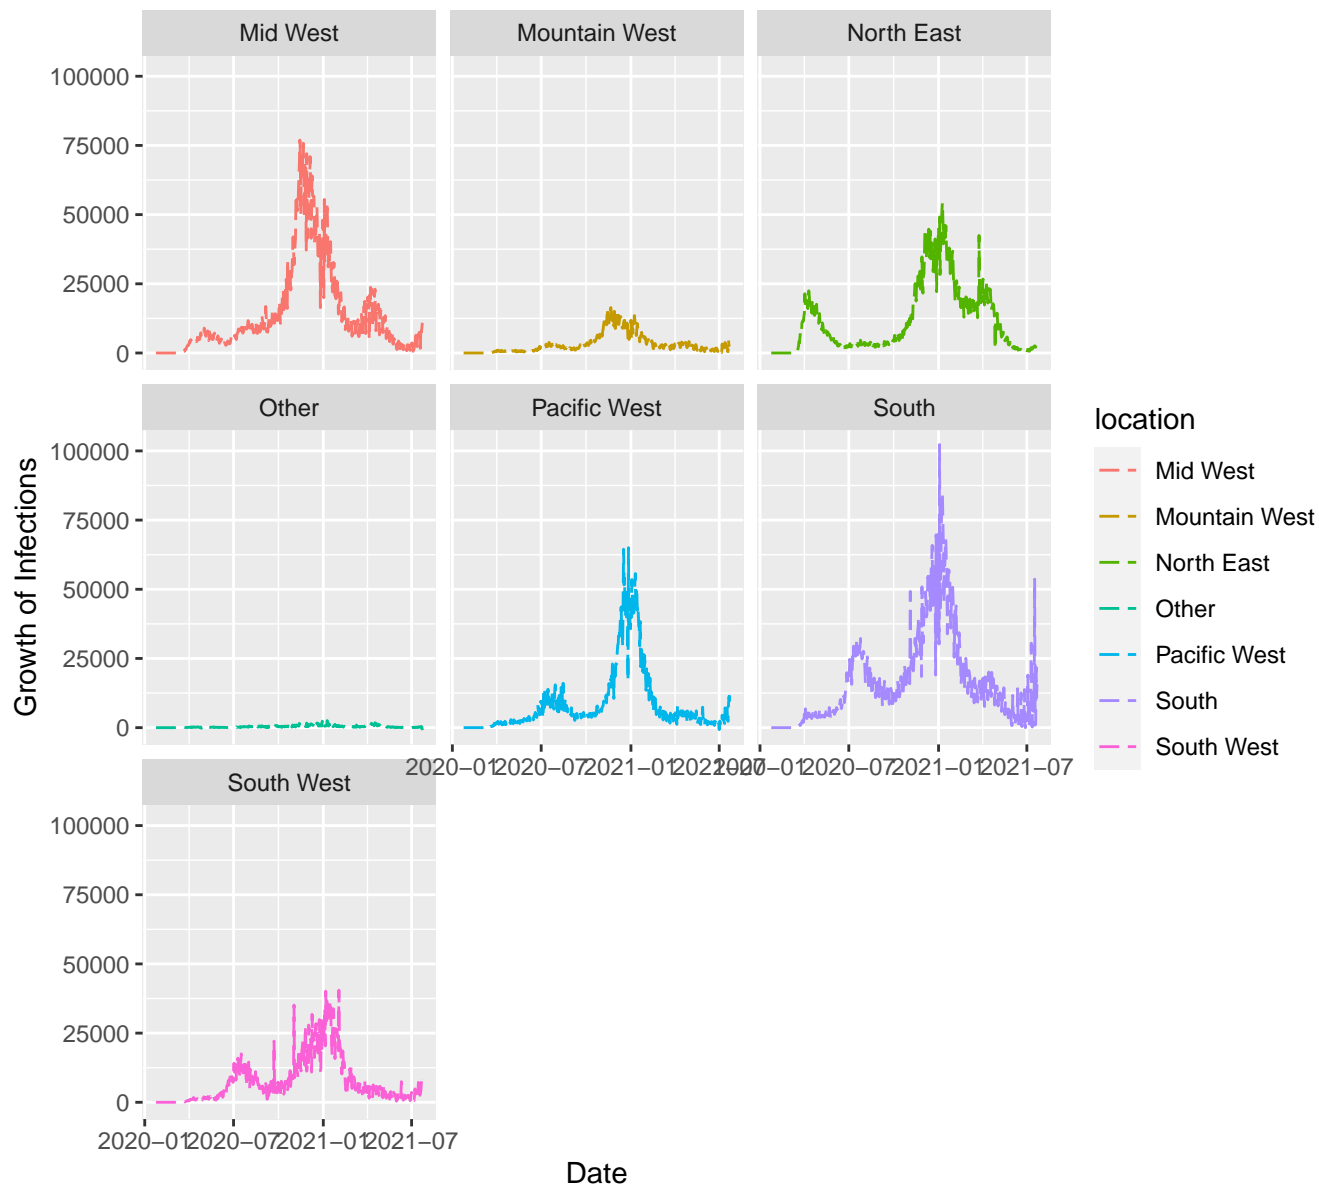 Mid West
Mountain West
North East
100000
75000
50000
25000
0
Other
Pacific West
South
100000
75000
50000
25000
0
2020−01
2020−07
2021−01
2021−07
2020−01
2020−07
2021−01
2021−07
South West
100000
75000
50000
25000
0
2020−01
2020−07
2021−01
2021−07
Growth of Infections
Date
location
Mid West
Mountain West
North East
Other
Pacific West
South
South West